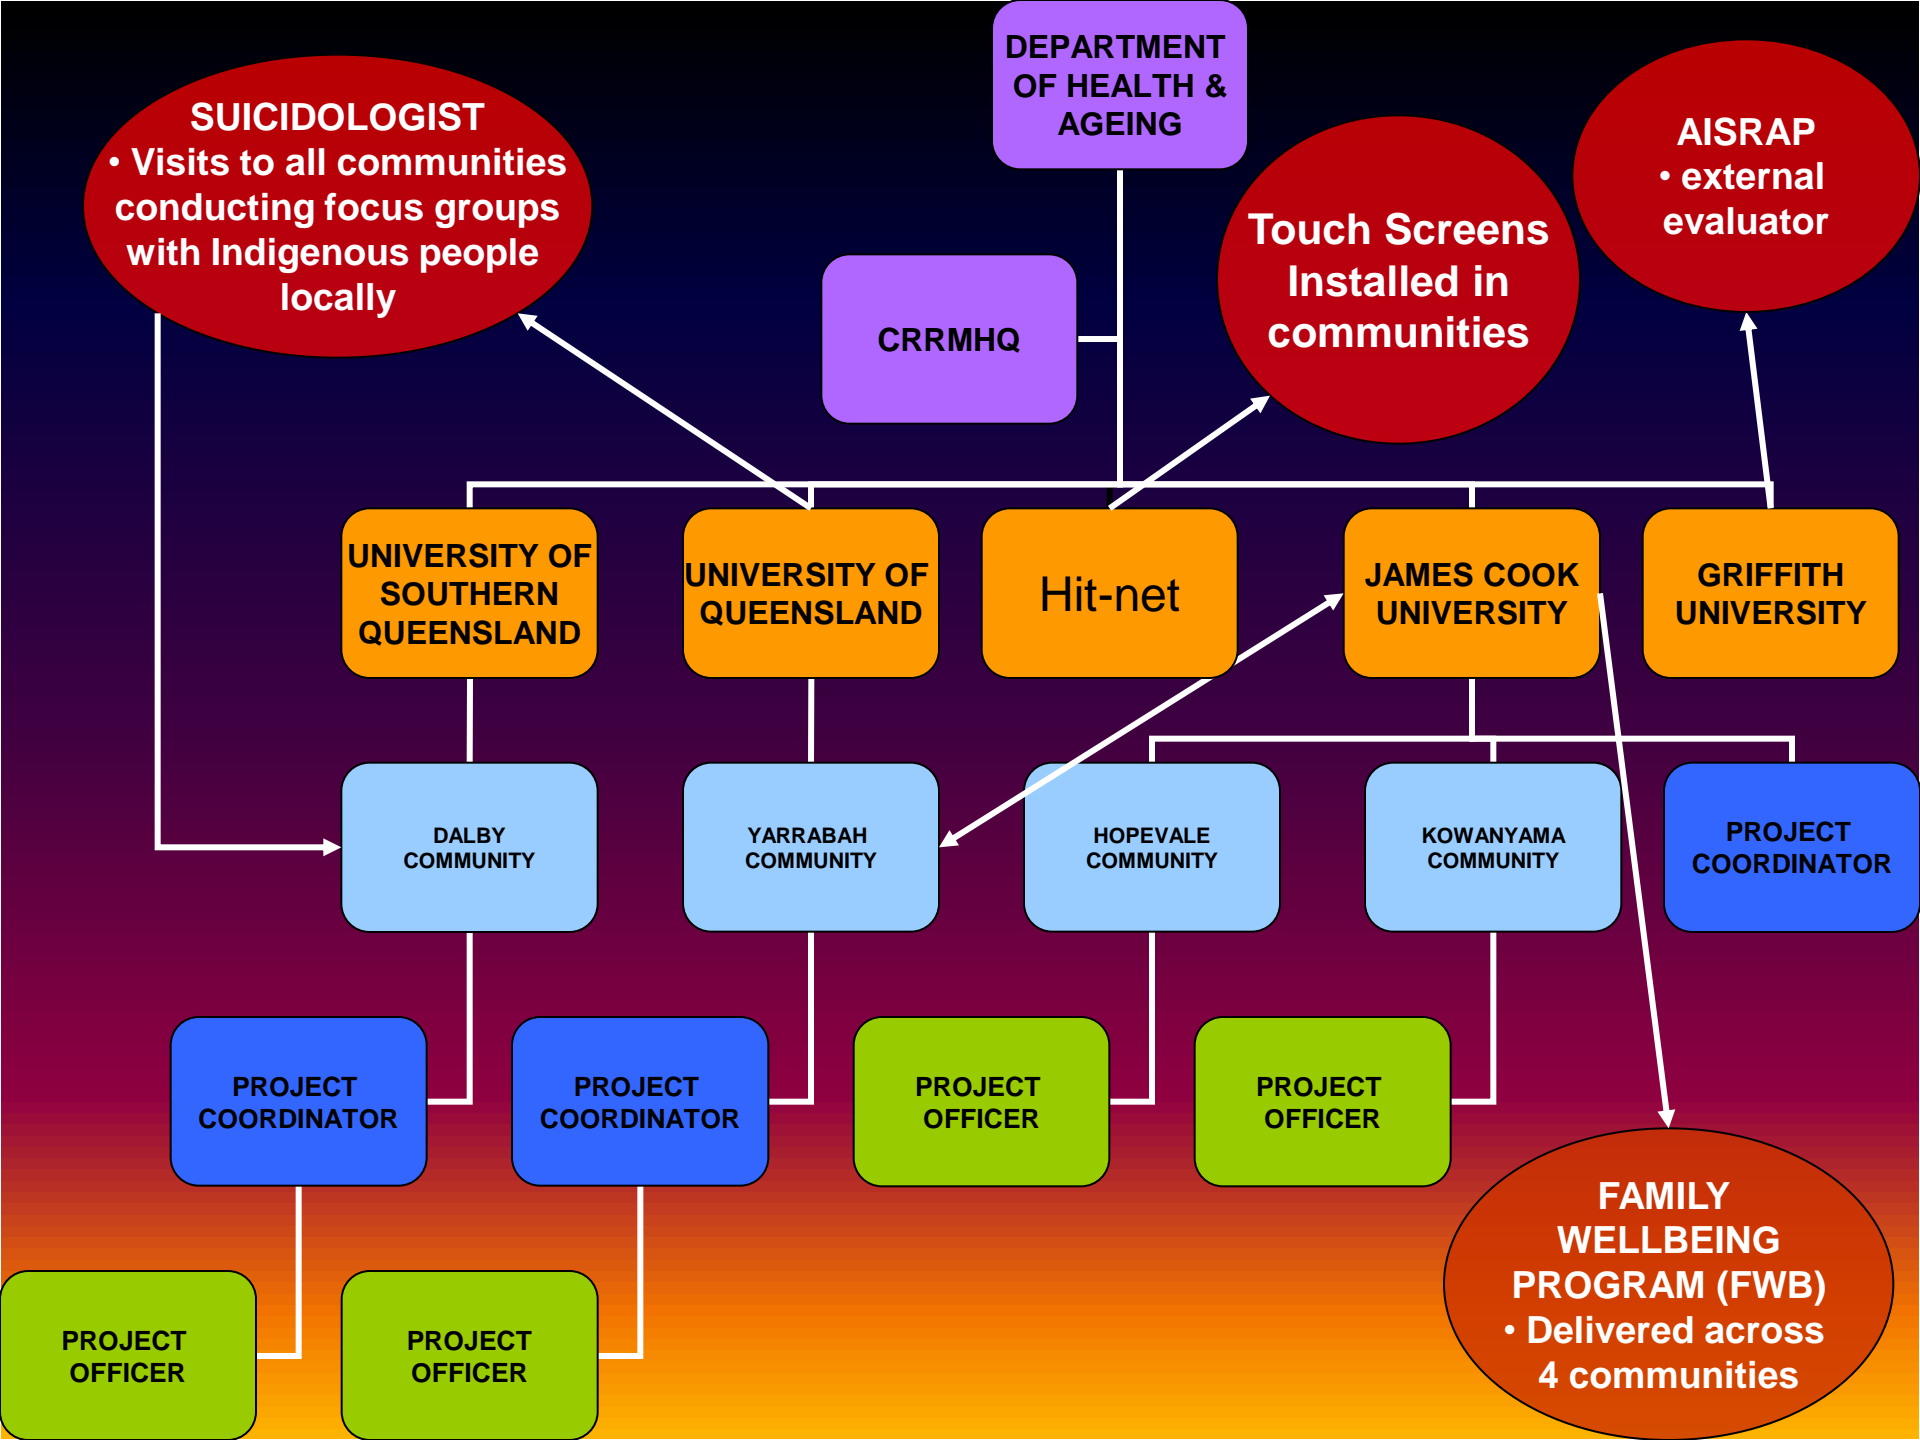 DEPARTMENT
OF HEALTH &
AGEING
SUICIDOLOGIST
• Visits to all communities
conducting focus groups
with Indigenous people
locally
AISRAP
• external
evaluator
Touch Screens
Installed in
communities
CRRMHQ
UNIVERSITY OF
SOUTHERN
QUEENSLAND
UNIVERSITY OF
QUEENSLAND
Hit-net
JAMES COOK
UNIVERSITY
GRIFFITH
UNIVERSITY
DALBY
COMMUNITY
YARRABAH
COMMUNITY
HOPEVALE
COMMUNITY
KOWANYAMA
COMMUNITY
PROJECT
COORDINATOR
PROJECT
COORDINATOR
PROJECT
COORDINATOR
PROJECT
OFFICER
PROJECT
OFFICER
FAMILY
WELLBEING
PROGRAM (FWB)
• Delivered across
4 communities
PROJECT
OFFICER
PROJECT
OFFICER